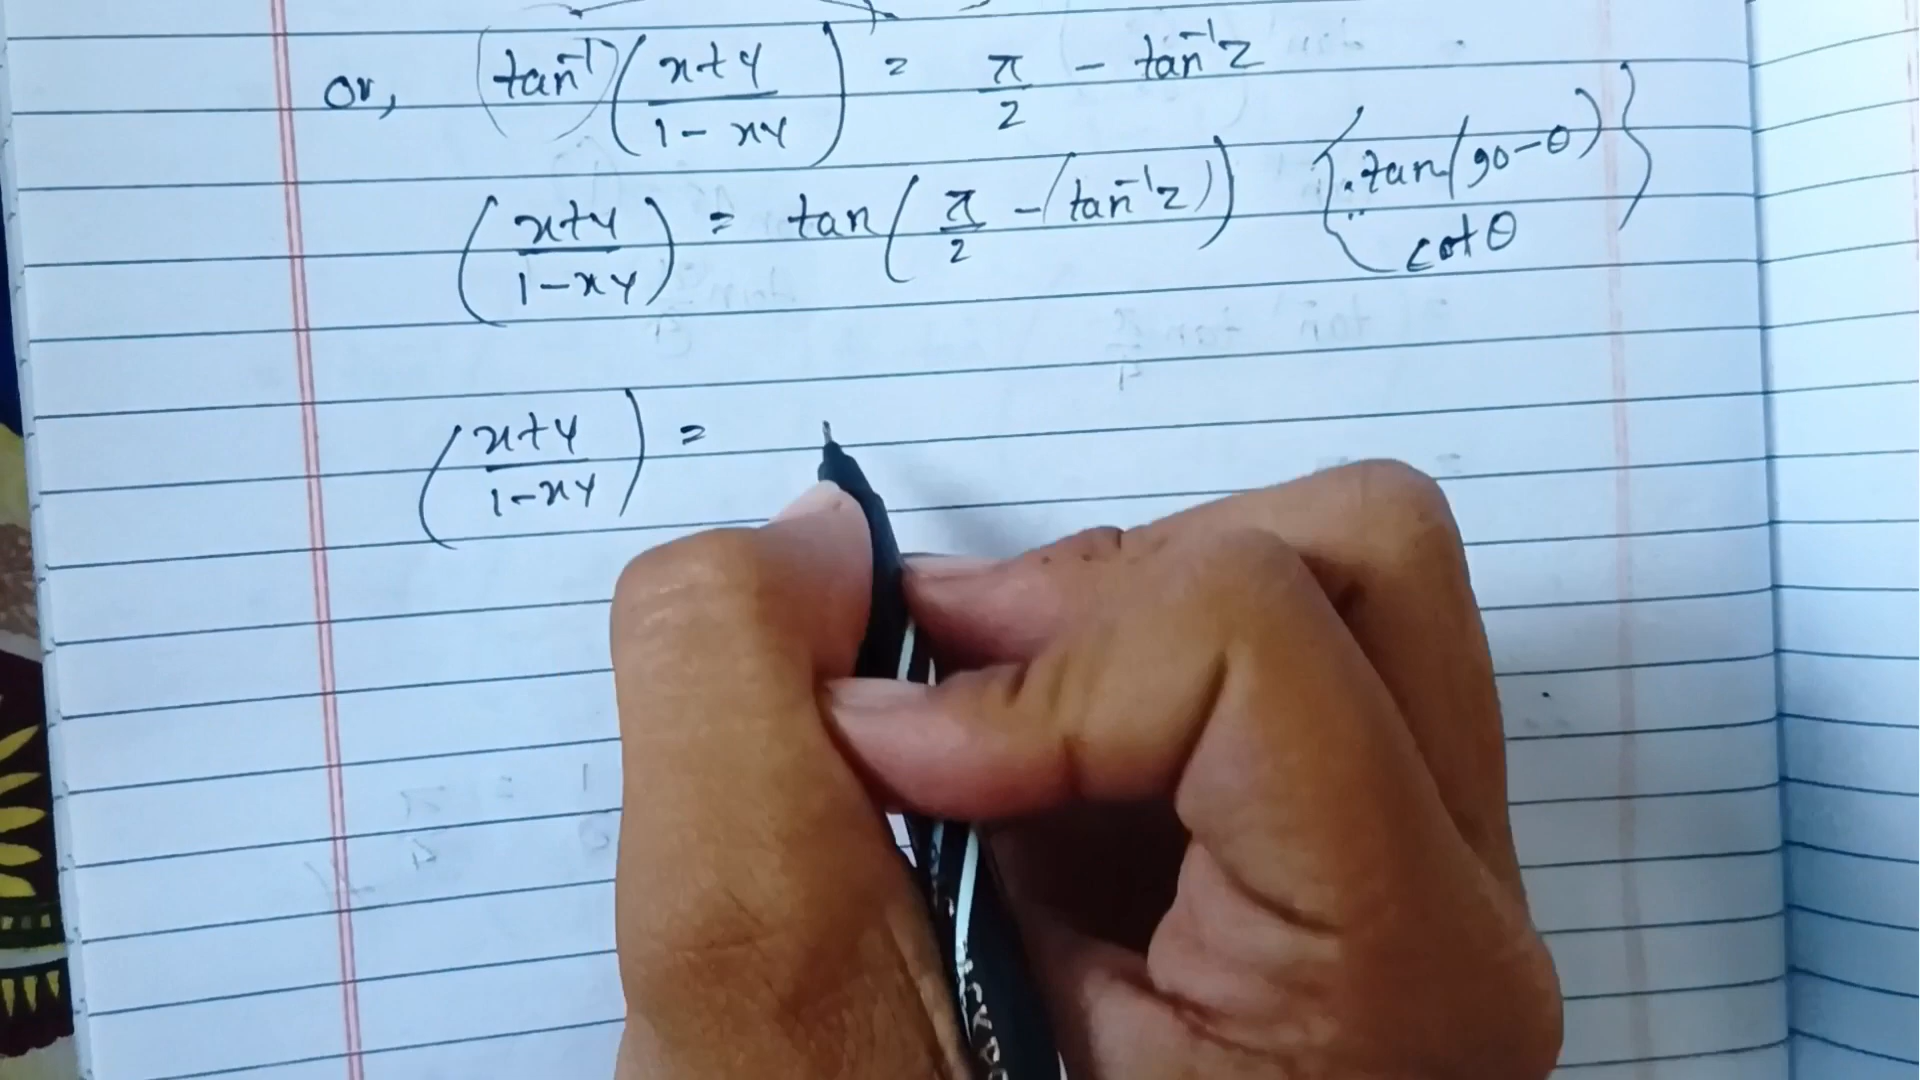 or, (tan⁻¹) ((x+y)/(1-xy)) = π/2 - tan⁻¹z
((x+y)/(1-xy)) = tan(π/2 - (tan⁻¹z)) {∵ tan(90-θ)
cotθ}
((x+y)/(1-xy)) =